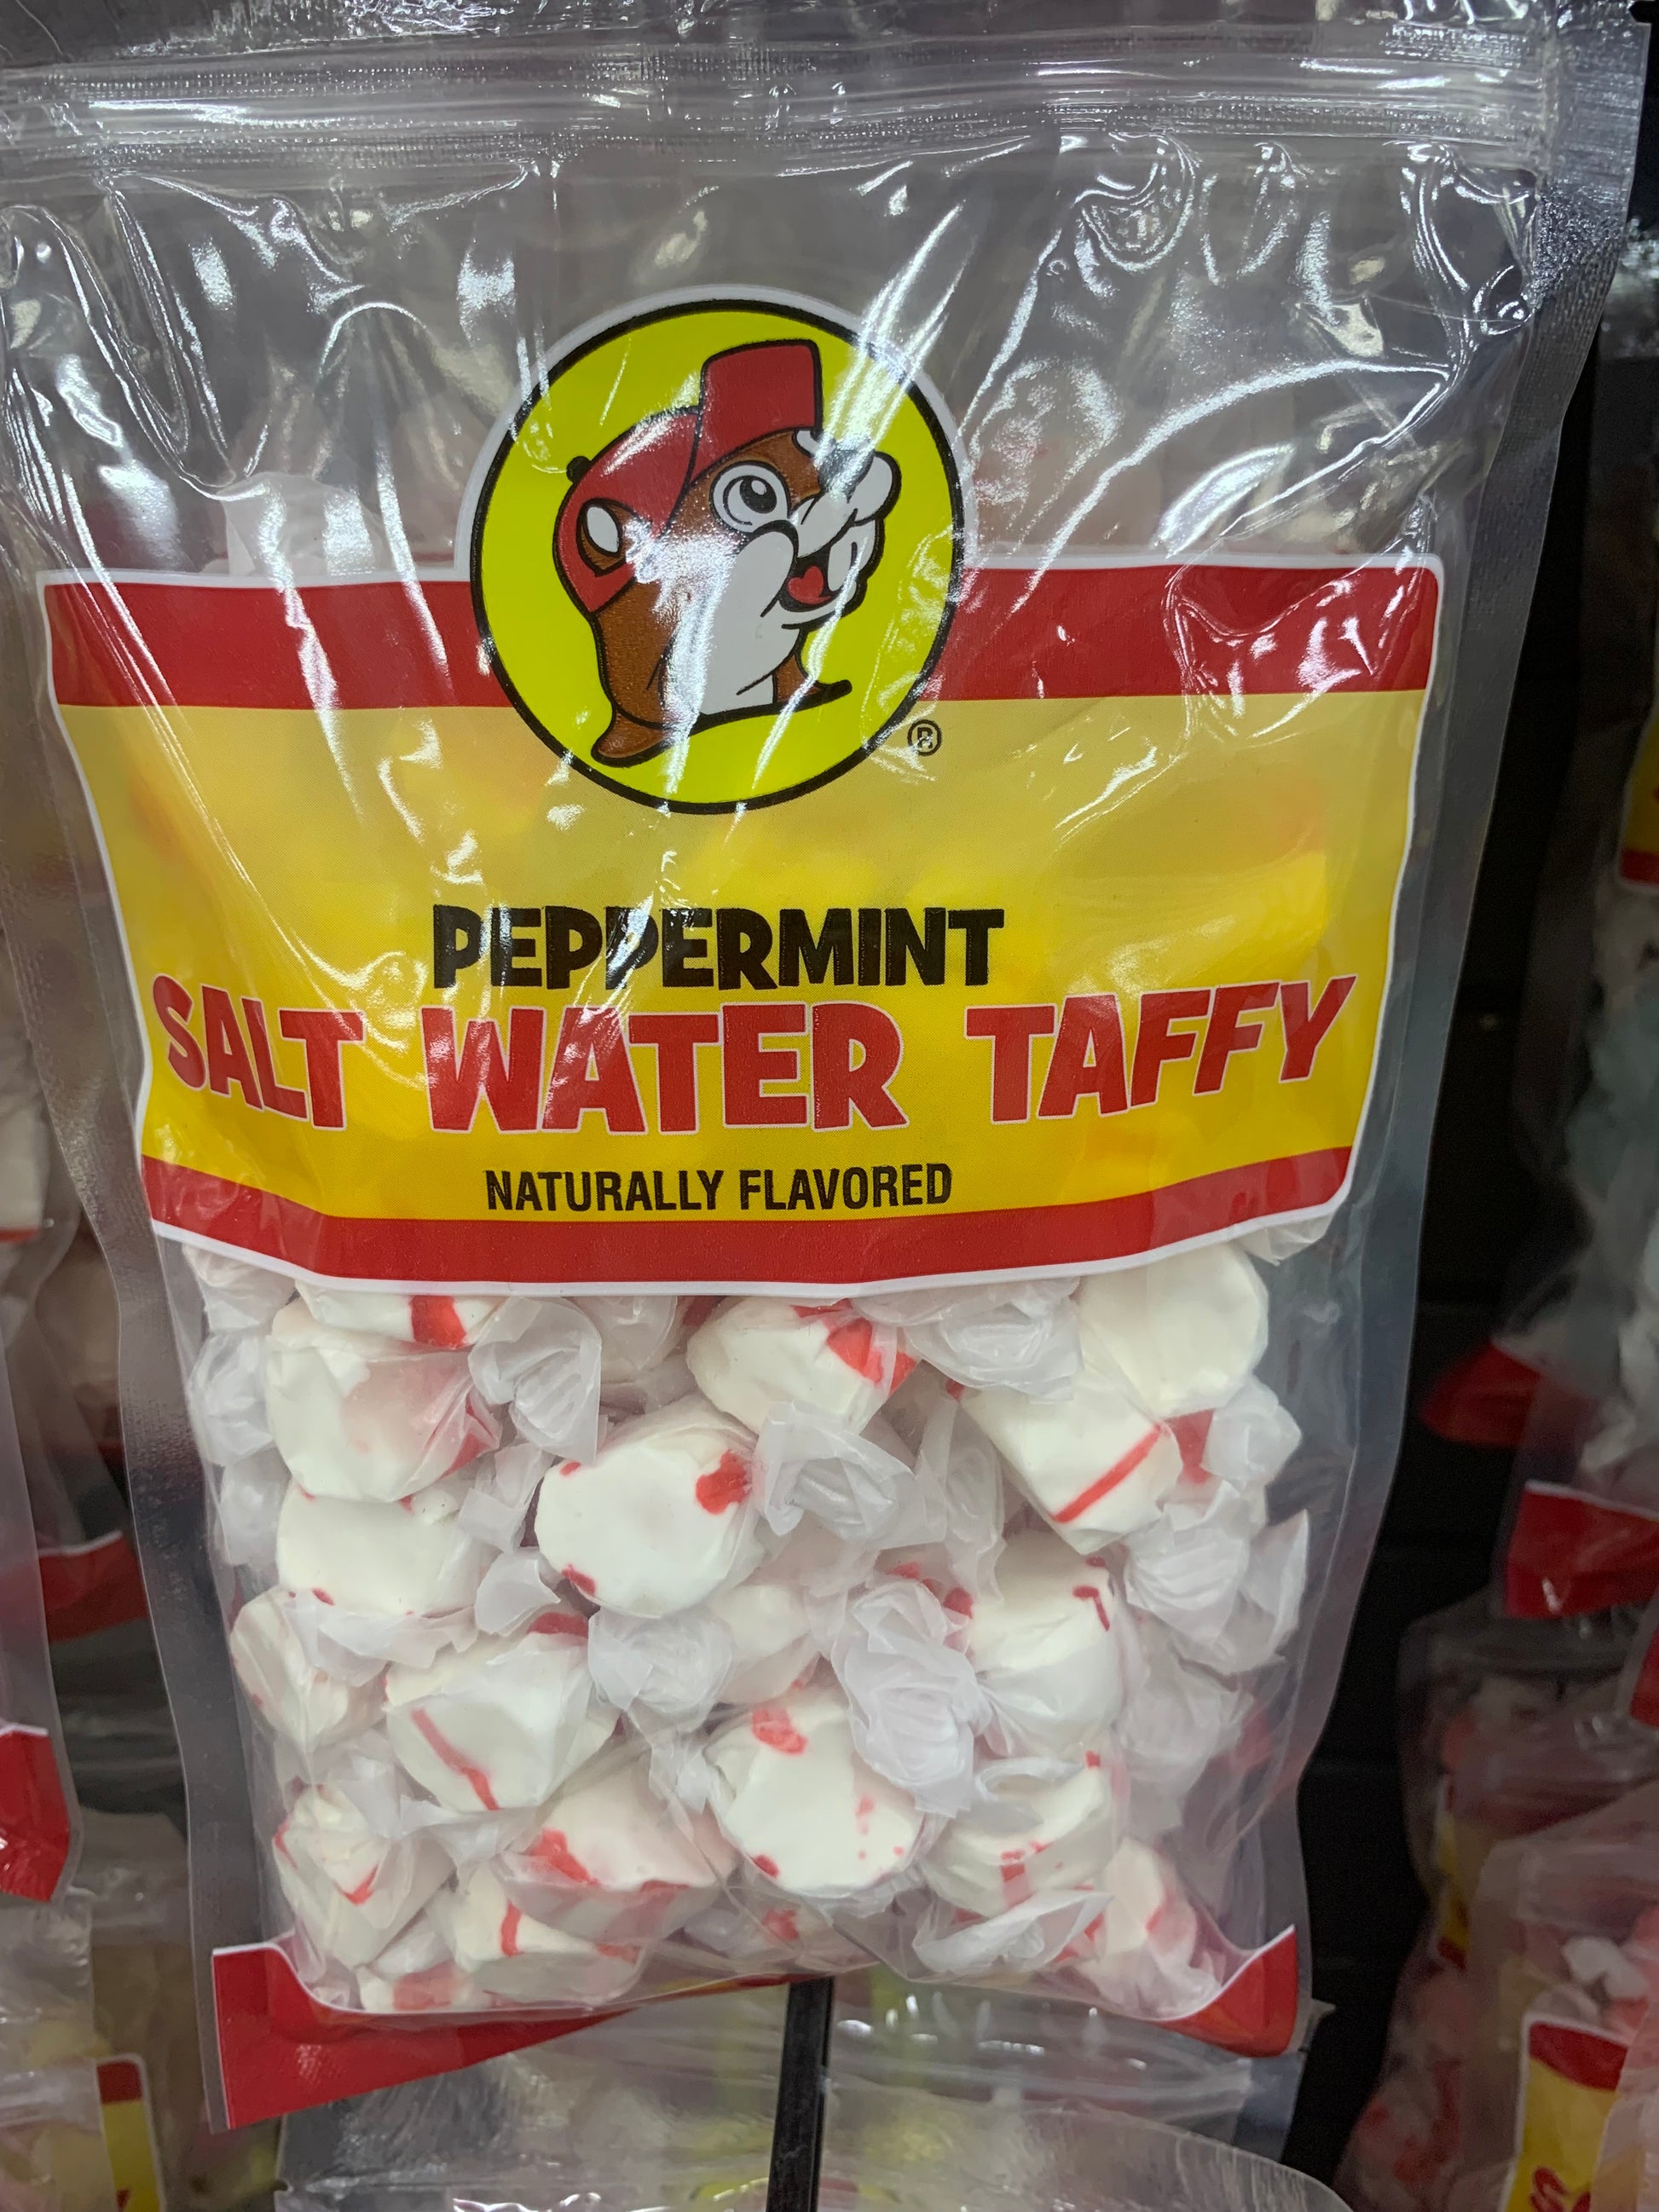 ®
PEPPERMINT
SALT WATER TAFFY
NATURALLY FLAVORED